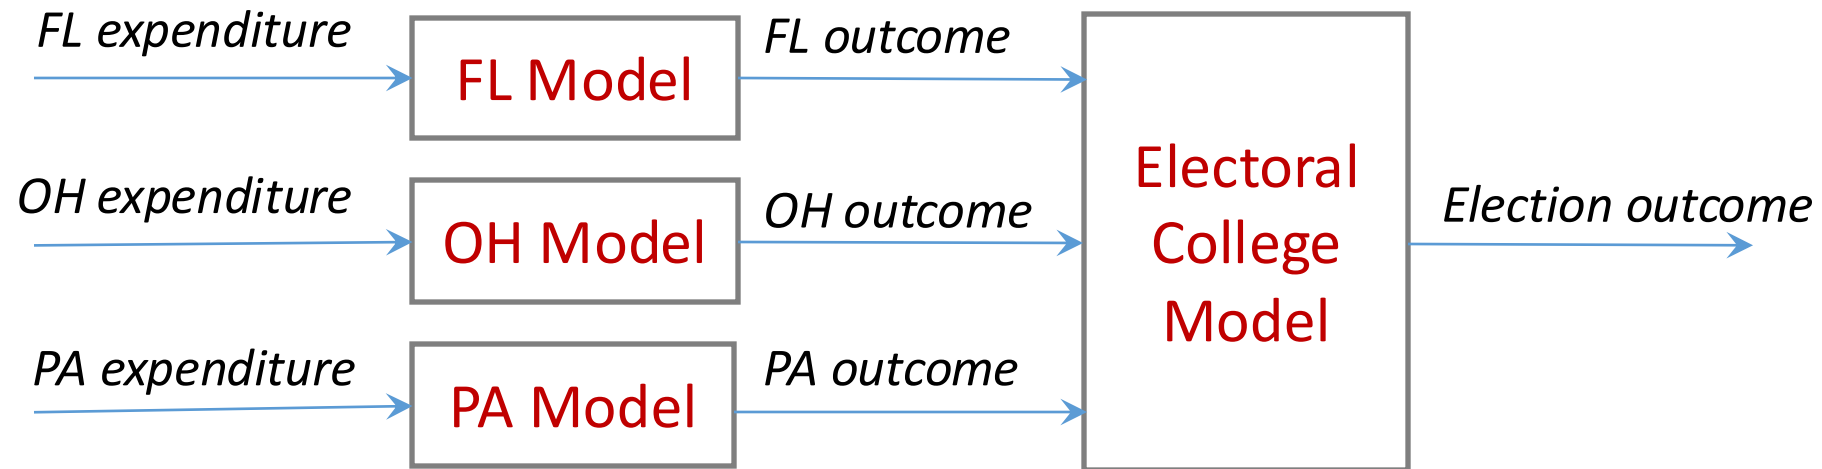 FL expenditure
FL Model
FL outcome
OH expenditure
OH Model
OH outcome
PA expenditure
PA Model
PA outcome
Electoral
College
Model
Election outcome